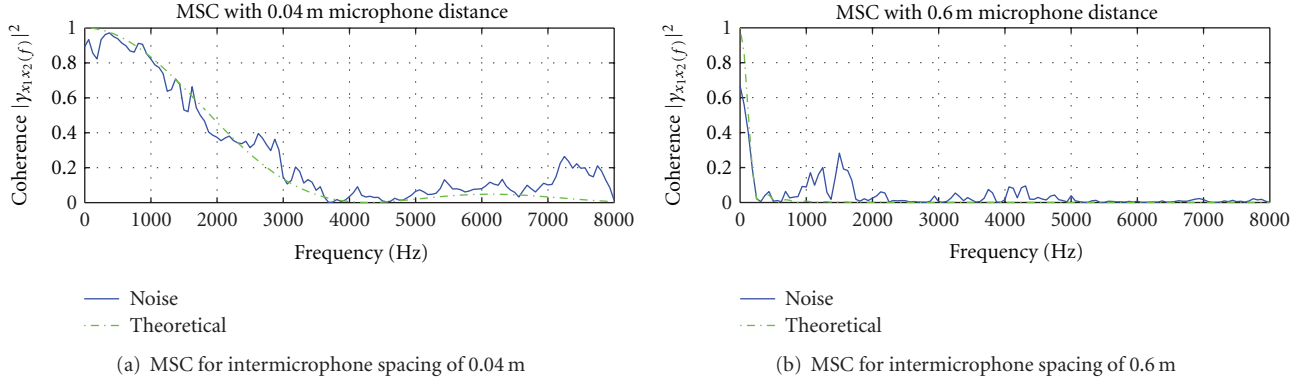 MSC with 0.04 m microphone distance
1
0.8
0.6
0.4
0.2
0
Coherence |γx1x2(f)|²
0 1000 2000 3000 4000 5000 6000 7000 8000
Frequency (Hz)
Noise
Theoretical
(a) MSC for intermicrophone spacing of 0.04 m
MSC with 0.6 m microphone distance
1
0.8
0.6
0.4
0.2
0
Coherence |γx1x2(f)|²
0 1000 2000 3000 4000 5000 6000 7000 8000
Frequency (Hz)
Noise
Theoretical
(b) MSC for intermicrophone spacing of 0.6 m